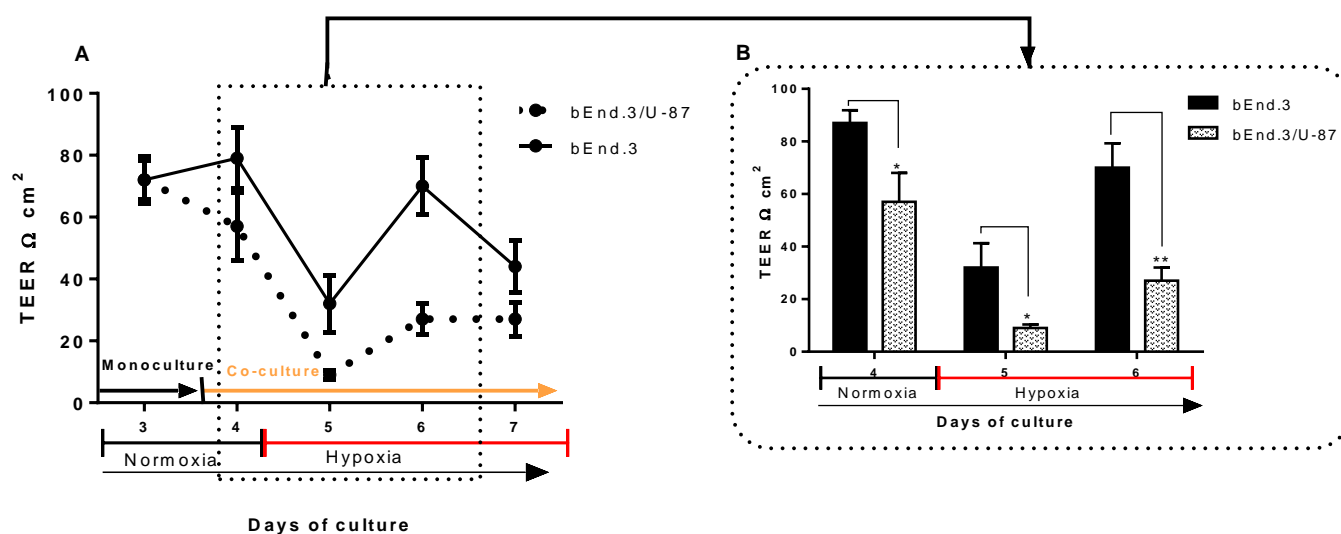 A
TEER Ω cm2
100
80
60
40
20
0
bEnd.3/U-87
bEnd.3
Monoculture
Co-culture
3 4 5 6 7
Normoxia
Hypoxia
Days of culture
B
TEER Ω cm2
100
80
60
40
20
0
bEnd.3
bEnd.3/U-87
*
*
**
4 5 6
Normoxia
Hypoxia
Days of culture